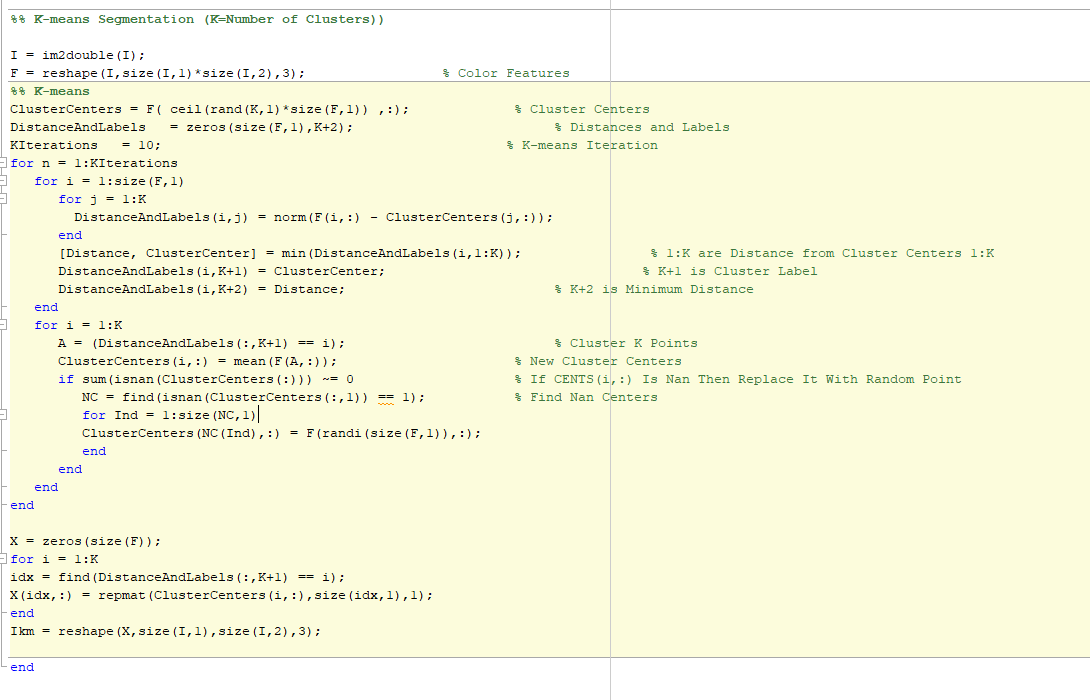 %% K-means Segmentation (K=Number of Clusters))
I = im2double(I);
F = reshape(I,size(I,1)*size(I,2),3); % Color Features
%% K-means
ClusterCenters = F( ceil(rand(K,1)*size(F,1)) ,:); % Cluster Centers
DistanceAndLabels = zeros(size(F,1),K+2); % Distances and Labels
KIterations = 10; % K-means Iteration
for n = 1:KIterations
for i = 1:size(F,1)
for j = 1:K
DistanceAndLabels(i,j) = norm(F(i,:) - ClusterCenters(j,:));
end
[Distance, ClusterCenter] = min(DistanceAndLabels(i,1:K)); % 1:K are Distance from Cluster Centers 1:K
DistanceAndLabels(i,K+1) = ClusterCenter; % K+1 is Cluster Label
DistanceAndLabels(i,K+2) = Distance; % K+2 is Minimum Distance
end
for i = 1:K
A = (DistanceAndLabels(:,K+1) == i); % Cluster K Points
ClusterCenters(i,:) = mean(F(A,:)); % New Cluster Centers
if sum(isnan(ClusterCenters(:))) ~= 0 % If CENTS(i,:) Is Nan Then Replace It With Random Point
NC = find(isnan(ClusterCenters(:,1)) == 1); % Find Nan Centers
for Ind = 1:size(NC,1)
ClusterCenters(NC(Ind),:) = F(randi(size(F,1)),:);
end
end
end
end
X = zeros(size(F));
for i = 1:K
idx = find(DistanceAndLabels(:,K+1) == i);
X(idx,:) = repmat(ClusterCenters(i,:),size(idx,1),1);
end
Ikm = reshape(X,size(I,1),size(I,2),3);
end